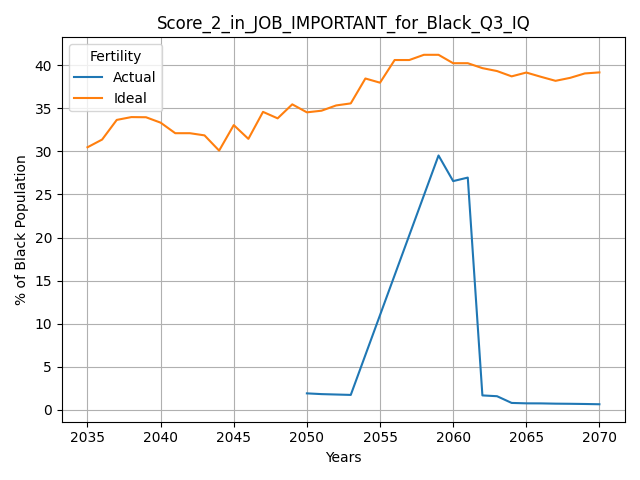 Score_2_in_JOB_IMPORTANT_for_Black_Q3_IQ
Fertility
Actual
Ideal
% of Black Population
40
35
30
25
20
15
10
5
0
2035 2040 2045 2050 2055 2060 2065 2070
Years